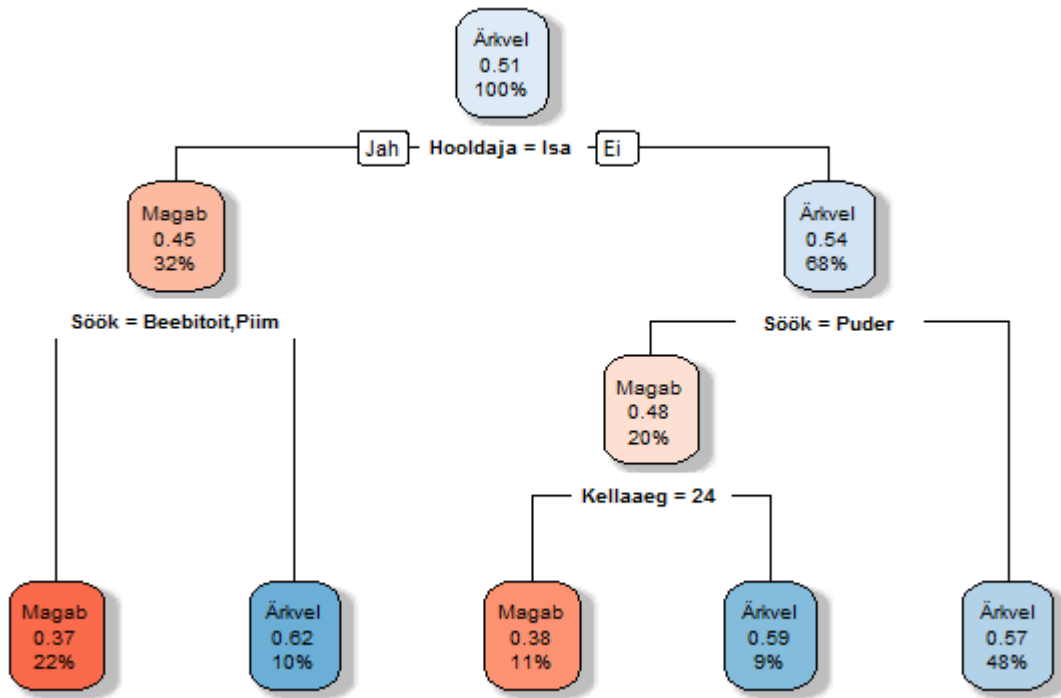 Ärkvel
0.51
100%
Jah Hooldaja = Isa Ei
Magab
0.45
32%
Ärkvel
0.54
68%
Söök = Beebitoit,Piim
Söök = Puder
Magab
0.48
20%
Kellaaeg = 24
Magab
0.37
22%
Ärkvel
0.62
10%
Magab
0.38
11%
Ärkvel
0.59
9%
Ärkvel
0.57
48%